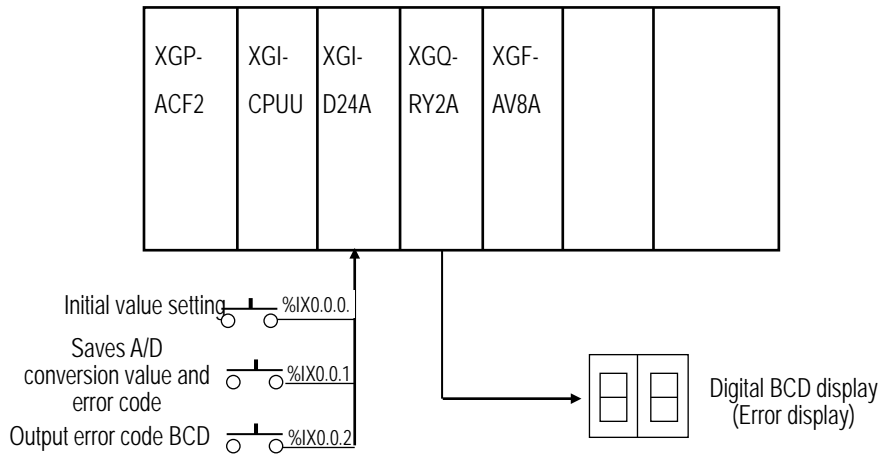 XGP-
ACF2
XGI-
CPUU
XGI-
D24A
XGQ-
RY2A
XGF-
AV8A
Initial value setting
%IX0.0.0.
Saves A/D
conversion value and
error code
%IX0.0.1
Output error code BCD
%IX0.0.2
Digital BCD display
(Error display)